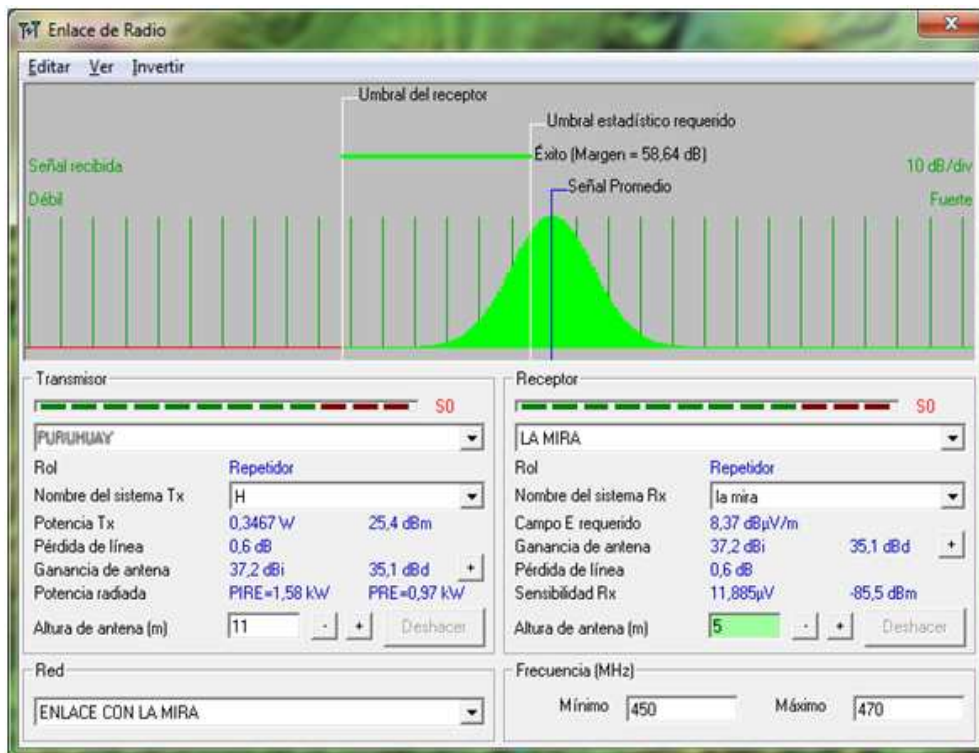 Enlace de Radio
Editar Ver Invertir
Umbral del receptor
Umbral estadístico requerido
Éxito (Margen = 58,64 dB)
Señal recibida 10 dB/div
Señal Promedio
Débil Fuerte
Transmisor
S0
PURUHUAY
Rol Repetidor
Nombre del sistema Tx H
Potencia Tx 0,3467 W 25,4 dBm
Pérdida de línea 0,6 dB
Ganancia de antena 37,2 dBi 35,1 dBd +
Potencia radiada PIRE=1,58 kW PRE=0,97 kW
Altura de antena (m) 11 - + Deshacer
Red
ENLACE CON LA MIRA
Receptor
S0
LA MIRA
Rol Repetidor
Nombre del sistema Rx la mira
Campo E requerido 8,37 dBµV/m
Ganancia de antena 37,2 dBi 35,1 dBd +
Pérdida de línea 0,6 dB
Sensibilidad Rx 11,885µV -85,5 dBm
Altura de antena (m) 5 - + Deshacer
Frecuencia (MHz)
Mínimo 450 Máximo 470